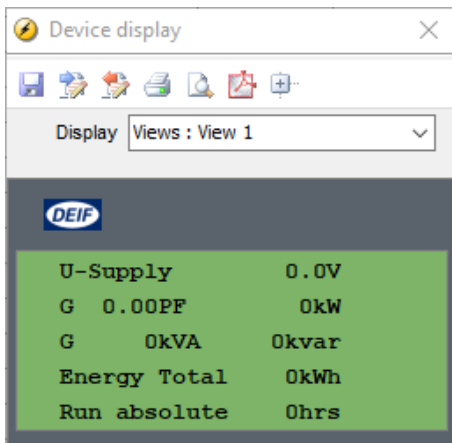 Device display
Display Views : View 1
DEIF
U-Supply 0.0V
G 0.00PF 0kW
G 0kVA 0kvar
Energy Total 0kWh
Run absolute 0hrs